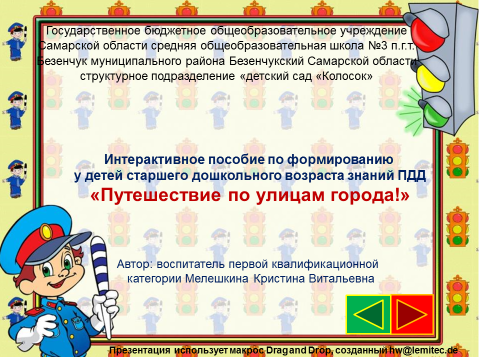 Государственное бюджетное общеобразовательное учреждение
Самарской области средняя общеобразовательная школа №3 п.г.т.
Безенчук муниципального района Безенчукский Самарской области
структурное подразделение «детский сад «Колосок»
Интерактивное пособие по формированию
у детей старшего дошкольного возраста знаний ПДД
«Путешествие по улицам города!»
Автор: воспитатель первой квалификационной
категории Мелешкина Кристина Витальевна
Презентация использует макрос Drag and Drop, созданный hw@lemitec.de